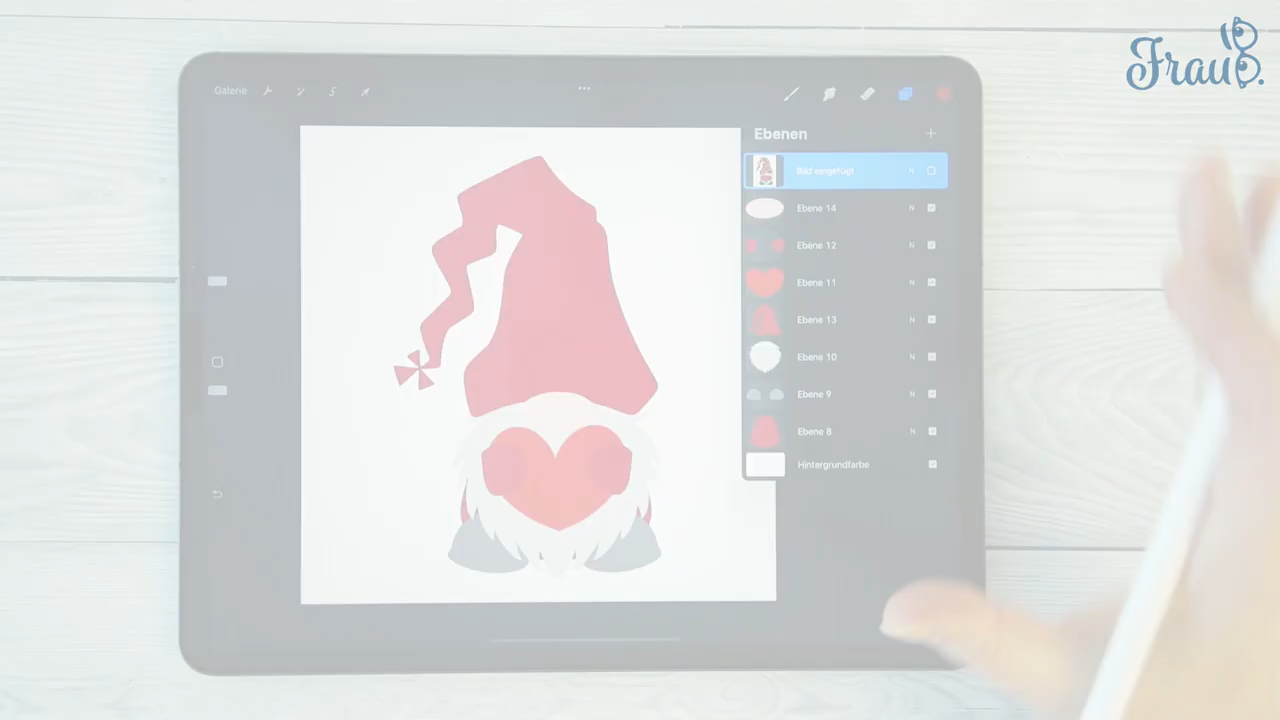 Frau B.
Galerie
Ebenen
Bild eingefügt N
Ebene 14 N
Ebene 12 N
Ebene 11 N
Ebene 13 N
Ebene 10 N
Ebene 9 N
Ebene 8 N
Hintergrundfarbe